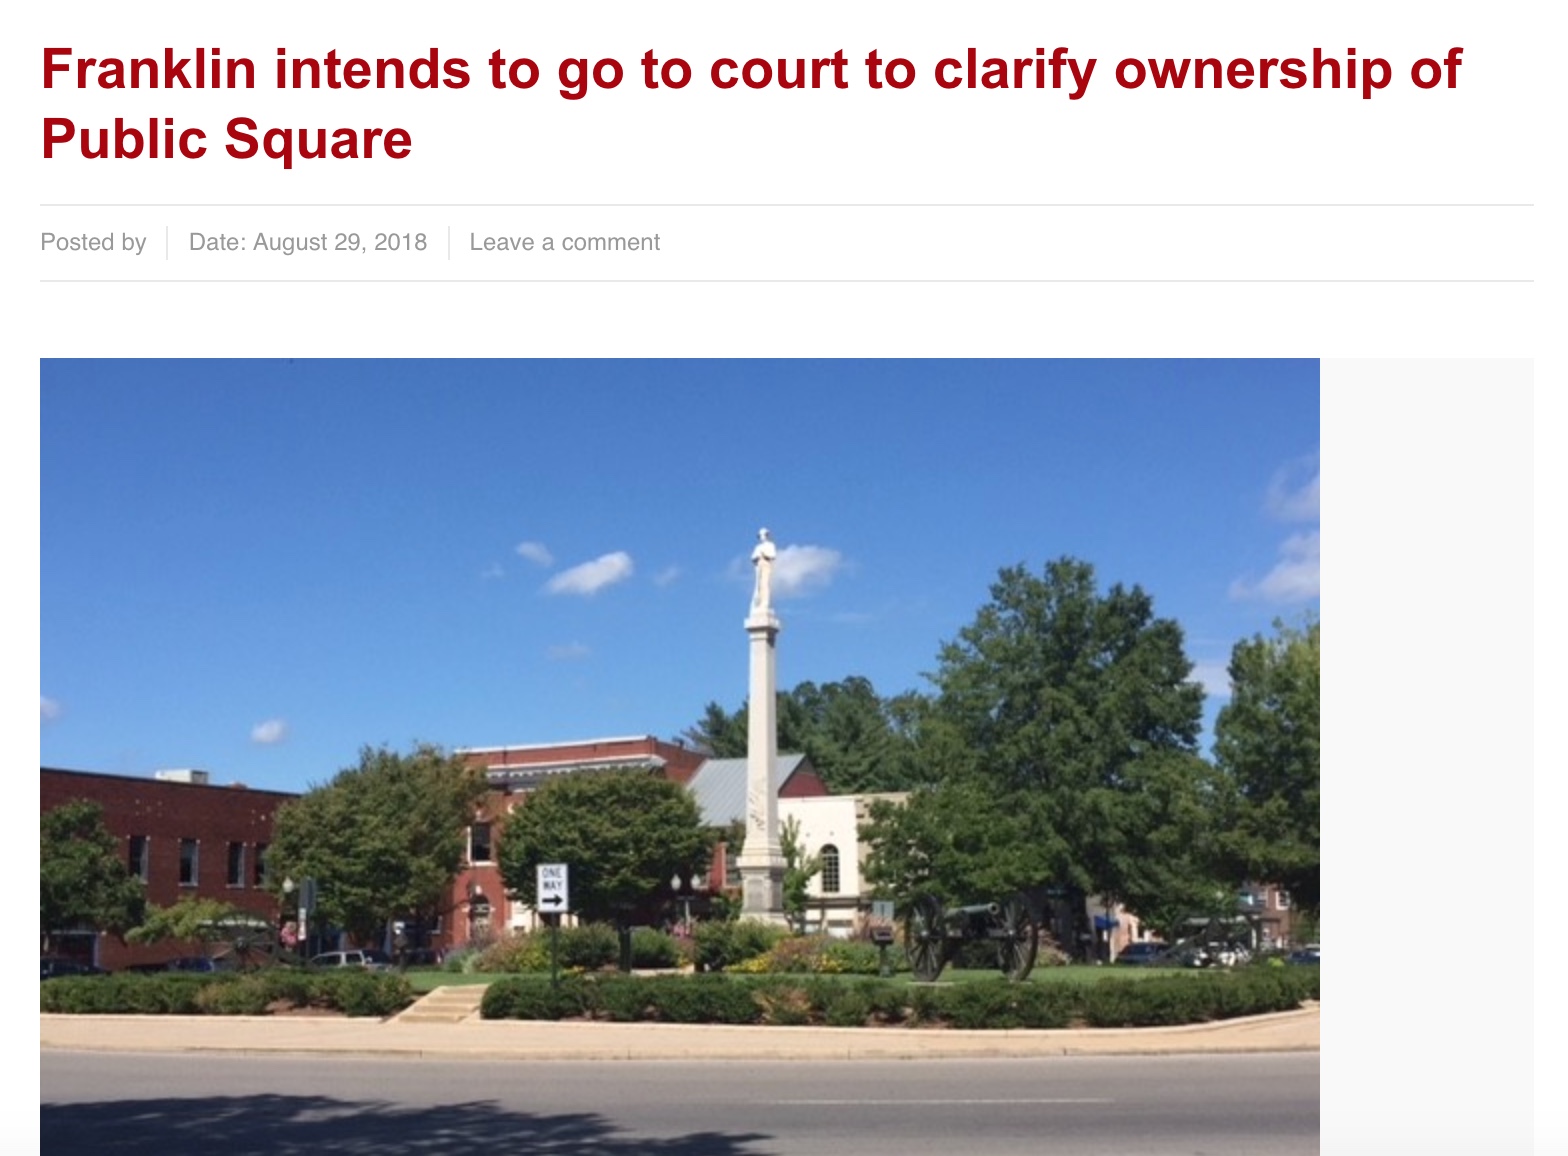 Franklin intends to go to court to clarify ownership of
Public Square
Posted by
Date: August 29, 2018
Leave a comment
ONE
WAY